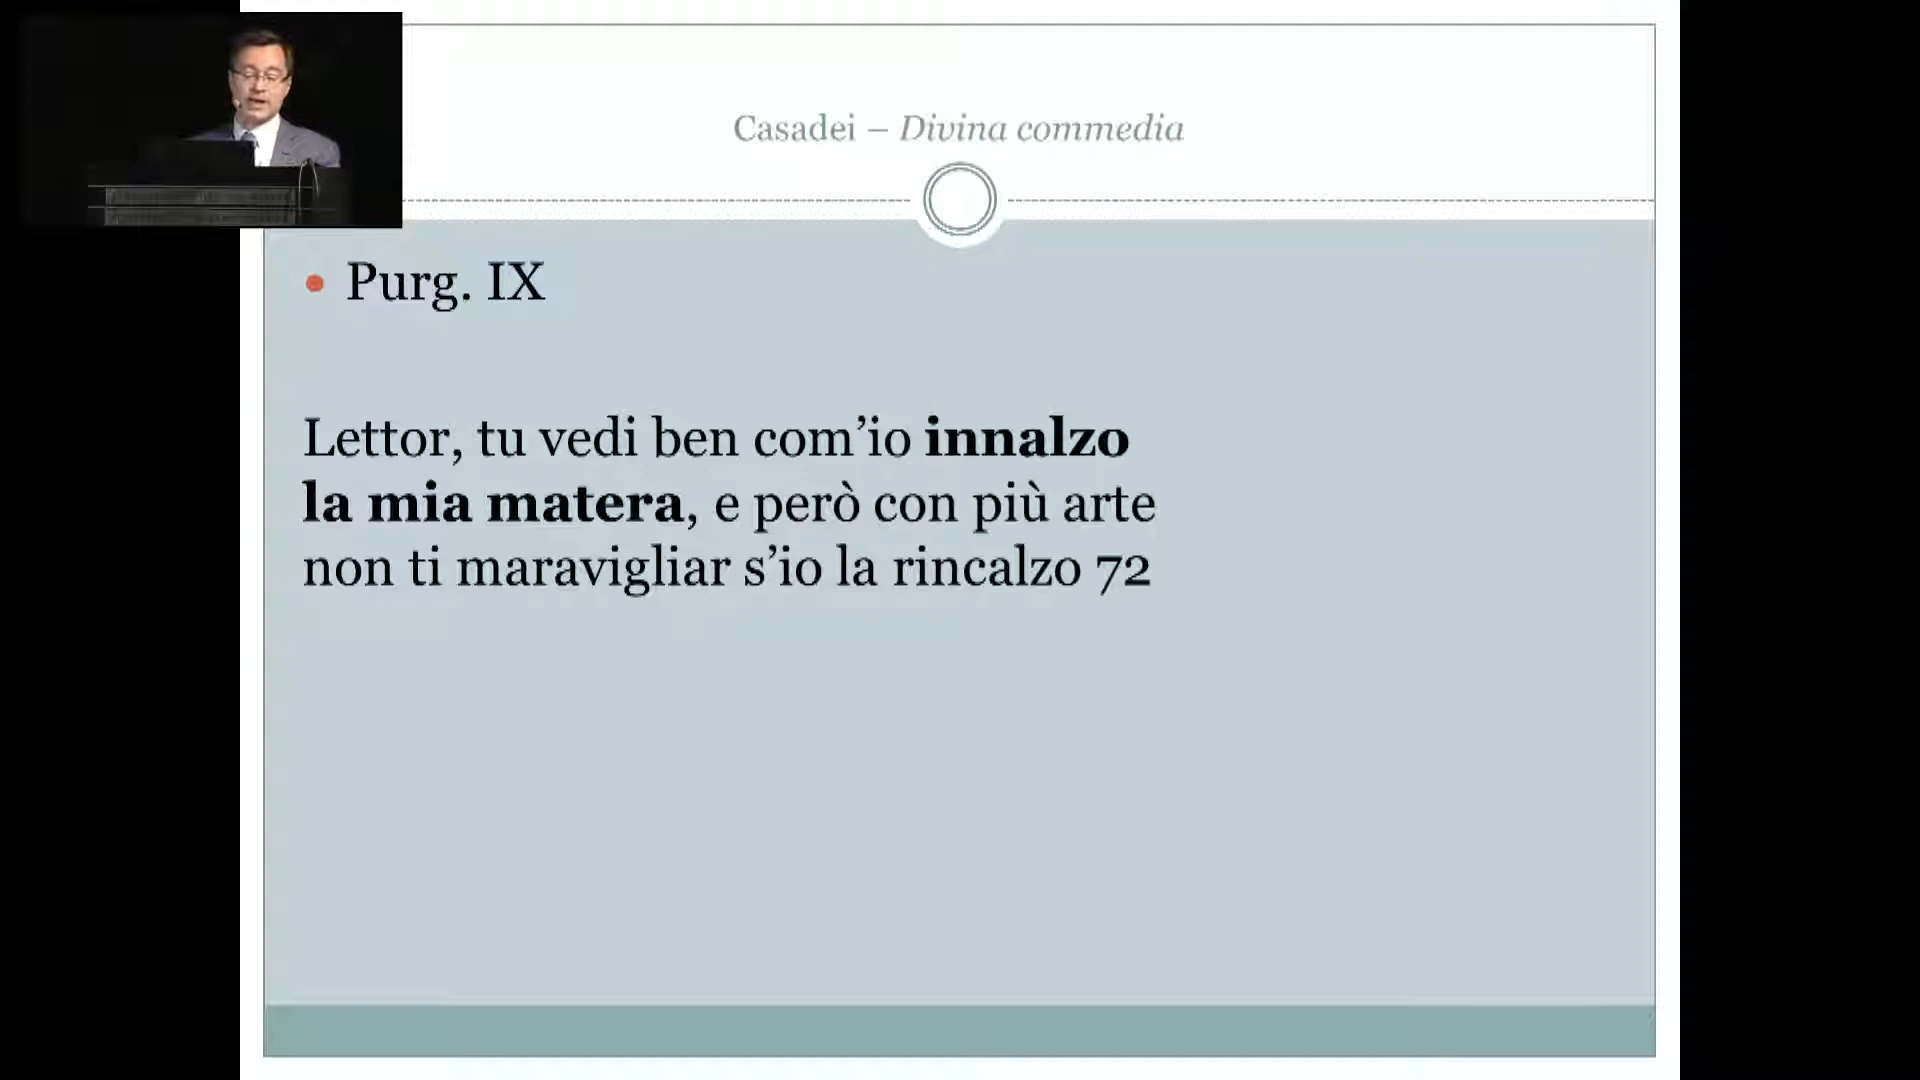 Casadei – Divina commedia
• Purg. IX
Lettor, tu vedi ben com’io innalzo
la mia matera, e però con più arte
non ti maravigliar s’io la rincalzo 72